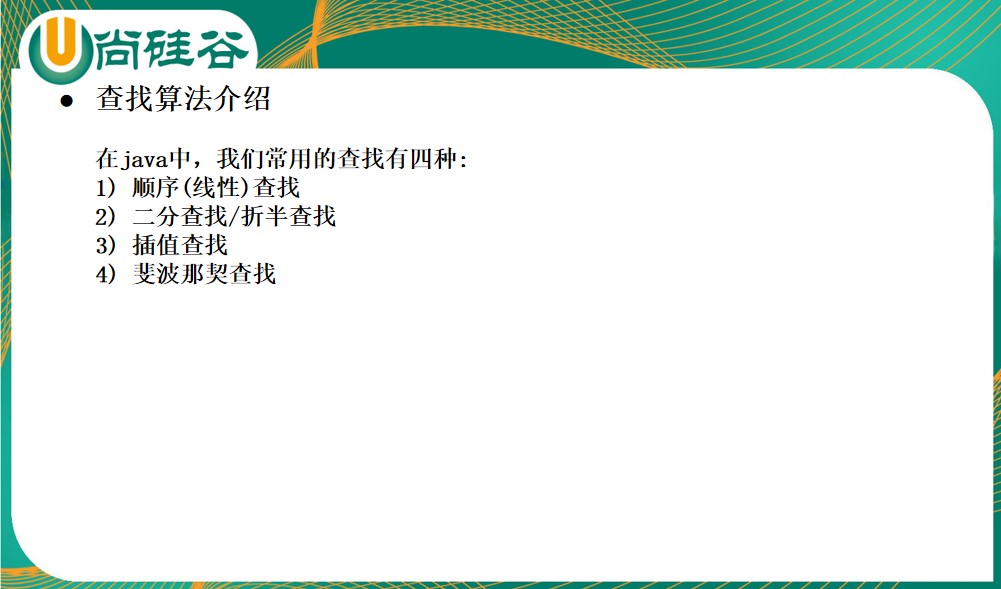 尚硅谷
● 查找算法介绍
在java中，我们常用的查找有四种:
1) 顺序(线性)查找
2) 二分查找/折半查找
3) 插值查找
4) 斐波那契查找